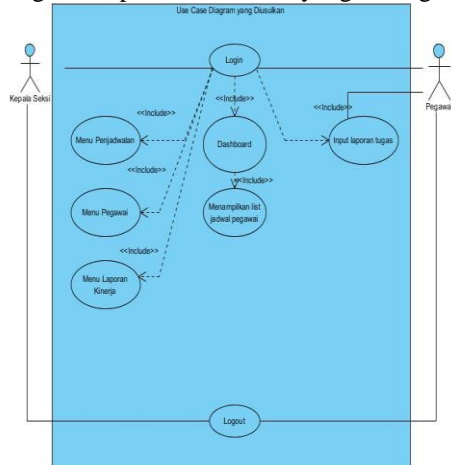 Use Case Diagram yang Diusulkan
Login
Kepala Seksi
Pegawai
<<Include>>
<<Include>>
<<Include>>
Menu Penjadwalan
Dashboard
Input laporan tugas
<<Include>>
<<Include>>
Menu Pegawai
Menampilkan list
jadwal pegawai
<<Include>>
Menu Laporan
Kinerja
Logout